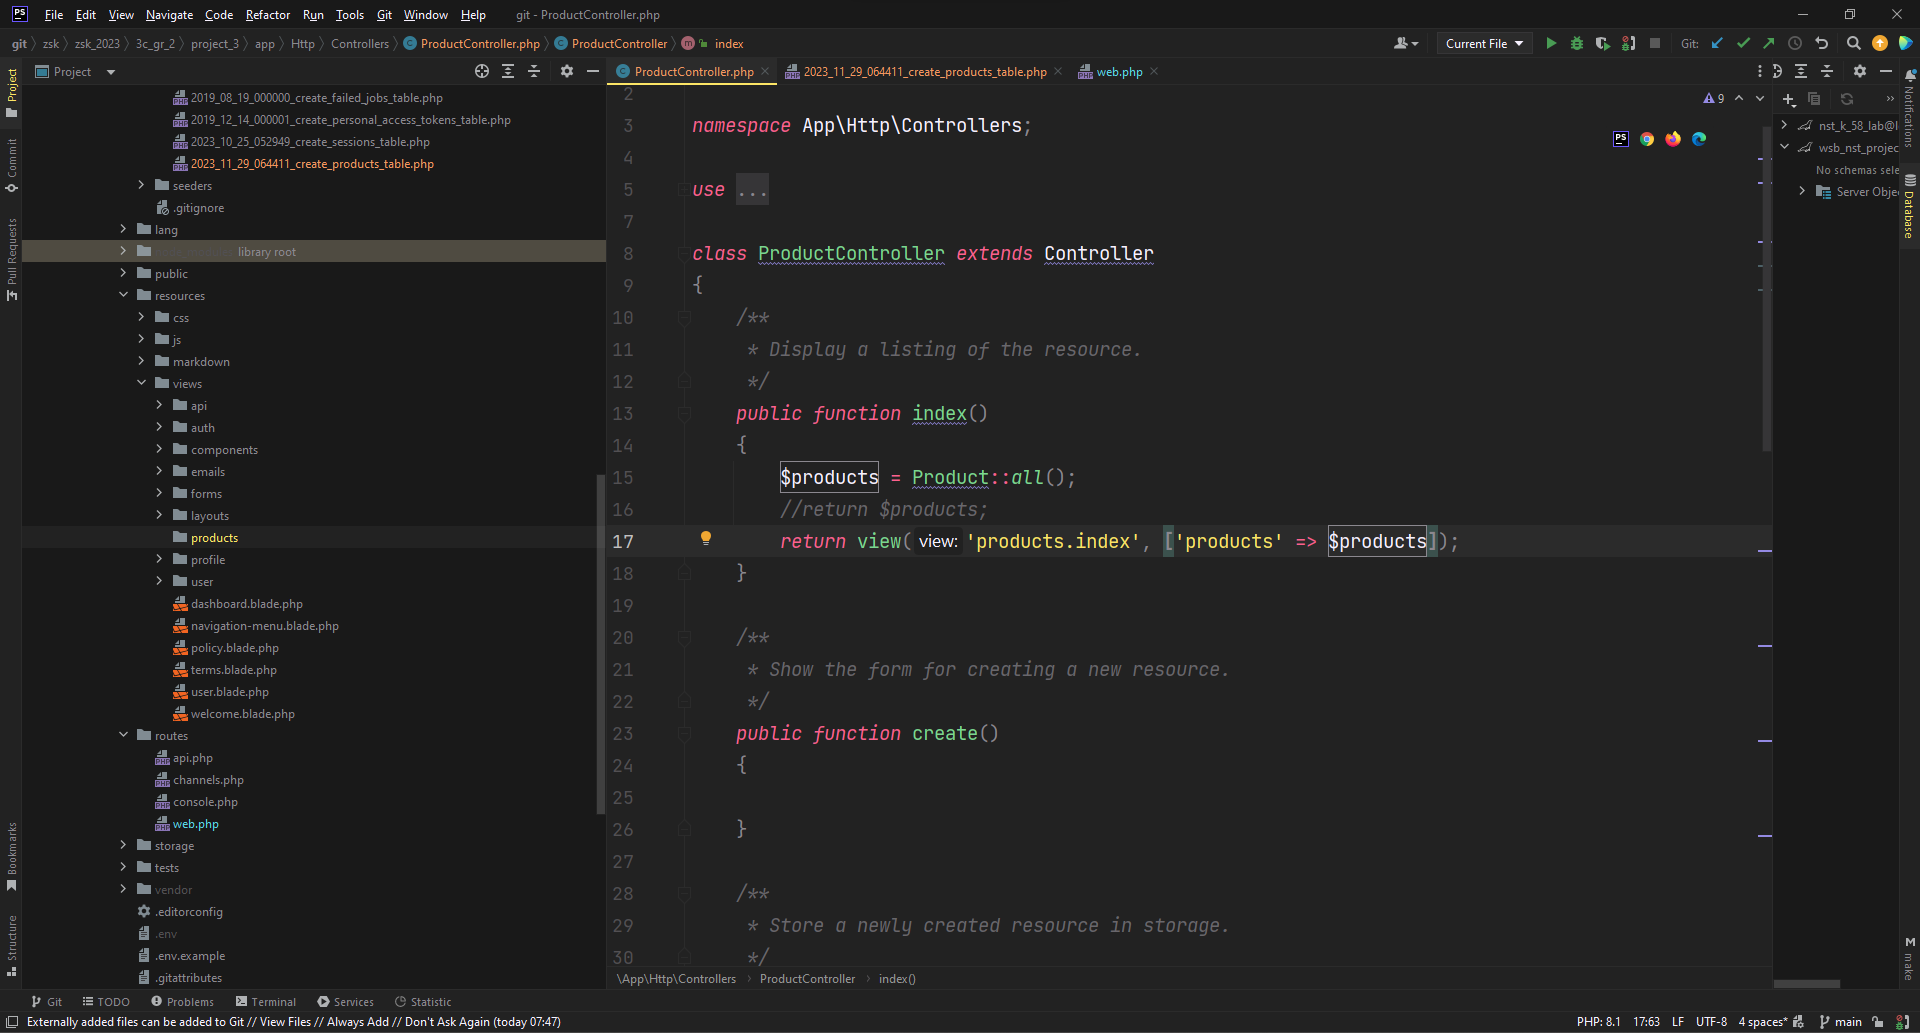 PS File Edit View Navigate Code Refactor Run Tools Git Window Help git - ProductController.php
git zsk zsk_2023 3c_gr_2 project_3 app Http Controllers ProductController.php ProductController index Current File Git:
Project
ProductController.php 2023_11_29_064411_create_products_table.php web.php
Project
Commit
Pull Requests
Bookmarks
Structure
2019_08_19_000000_create_failed_jobs_table.php
2019_12_14_000001_create_personal_access_tokens_table.php
2023_10_25_052949_create_sessions_table.php
2023_11_29_064411_create_products_table.php
seeders
.gitignore
lang
library root
public
resources
css
js
markdown
views
api
auth
components
emails
forms
layouts
products
profile
user
dashboard.blade.php
navigation-menu.blade.php
policy.blade.php
terms.blade.php
user.blade.php
welcome.blade.php
routes
api.php
channels.php
console.php
web.php
storage
tests
vendor
.editorconfig
.env
.env.example
.gitattributes
9
2
3 namespace App\Http\Controllers;
4
5 use ...
7
8 class ProductController extends Controller
9 {
10 /**
11 * Display a listing of the resource.
12 */
13 public function index()
14 {
15 $products = Product::all();
16 //return $products;
17 return view( view: 'products.index', ['products' => $products]);
18 }
19
20 /**
21 * Show the form for creating a new resource.
22 */
23 public function create()
24 {
25
26 }
27
28 /**
29 * Store a newly created resource in storage.
30 */
\App\Http\Controllers ProductController index()
nst_k_58_lab@l
wsb_nst_projec
No schemas sele
Server Obje
Notifications
Database
M make
Git TODO Problems Terminal Services Statistic
Externally added files can be added to Git // View Files // Always Add // Don't Ask Again (today 07:47) PHP: 8.1 17:63 LF UTF-8 4 spaces* main